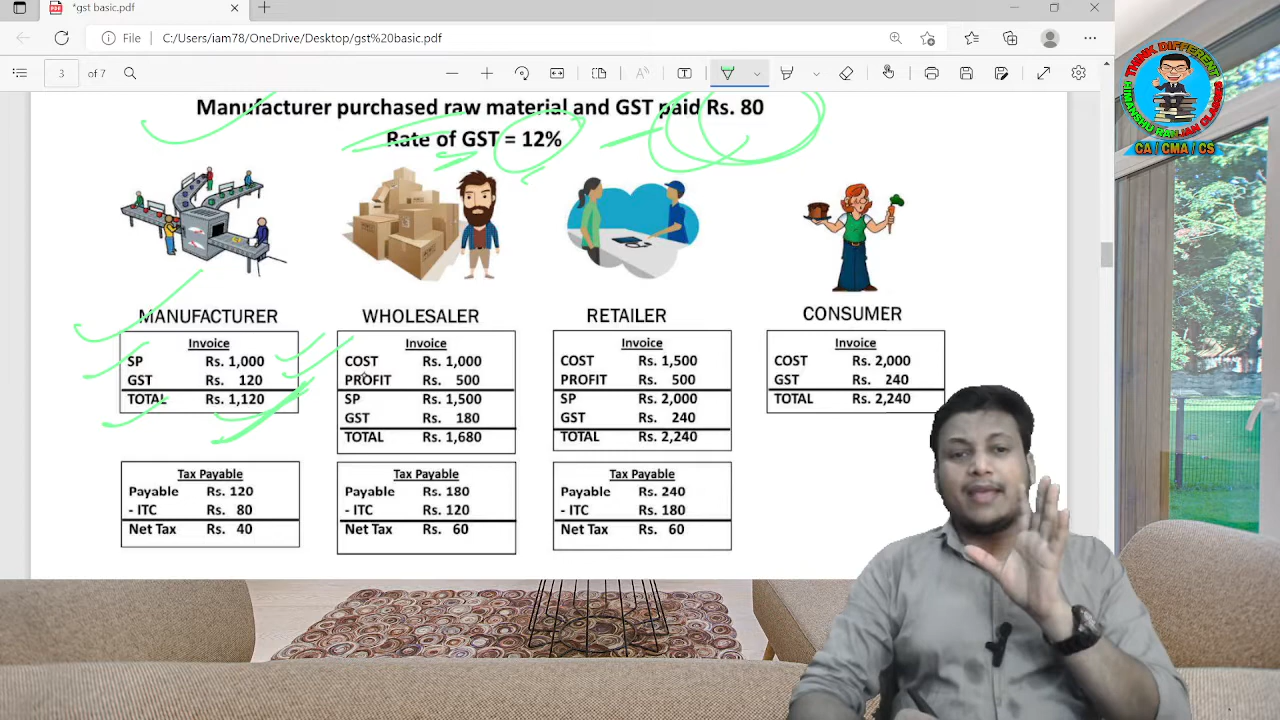 *gst basic.pdf
File C:/Users/iam78/OneDrive/Desktop/gst%20basic.pdf
3 of 7
Manufacturer purchased raw material and GST paid Rs. 80
Rate of GST = 12%
MANUFACTURER
Invoice
SP Rs. 1,000
GST Rs. 120
TOTAL Rs. 1,120
Tax Payable
Payable Rs. 120
- ITC Rs. 80
Net Tax Rs. 40
WHOLESALER
Invoice
COST Rs. 1,000
PROFIT Rs. 500
SP Rs. 1,500
GST Rs. 180
TOTAL Rs. 1,680
Tax Payable
Payable Rs. 180
- ITC Rs. 120
Net Tax Rs. 60
RETAILER
Invoice
COST Rs. 1,500
PROFIT Rs. 500
SP Rs. 2,000
GST Rs. 240
TOTAL Rs. 2,240
Tax Payable
Payable Rs. 240
- ITC Rs. 180
Net Tax Rs. 60
CONSUMER
Invoice
COST Rs. 2,000
GST Rs. 240
TOTAL Rs. 2,240
THINK DIFFERENT
HIMANSHU RANJAN CLASSES
CA / CMA / CS